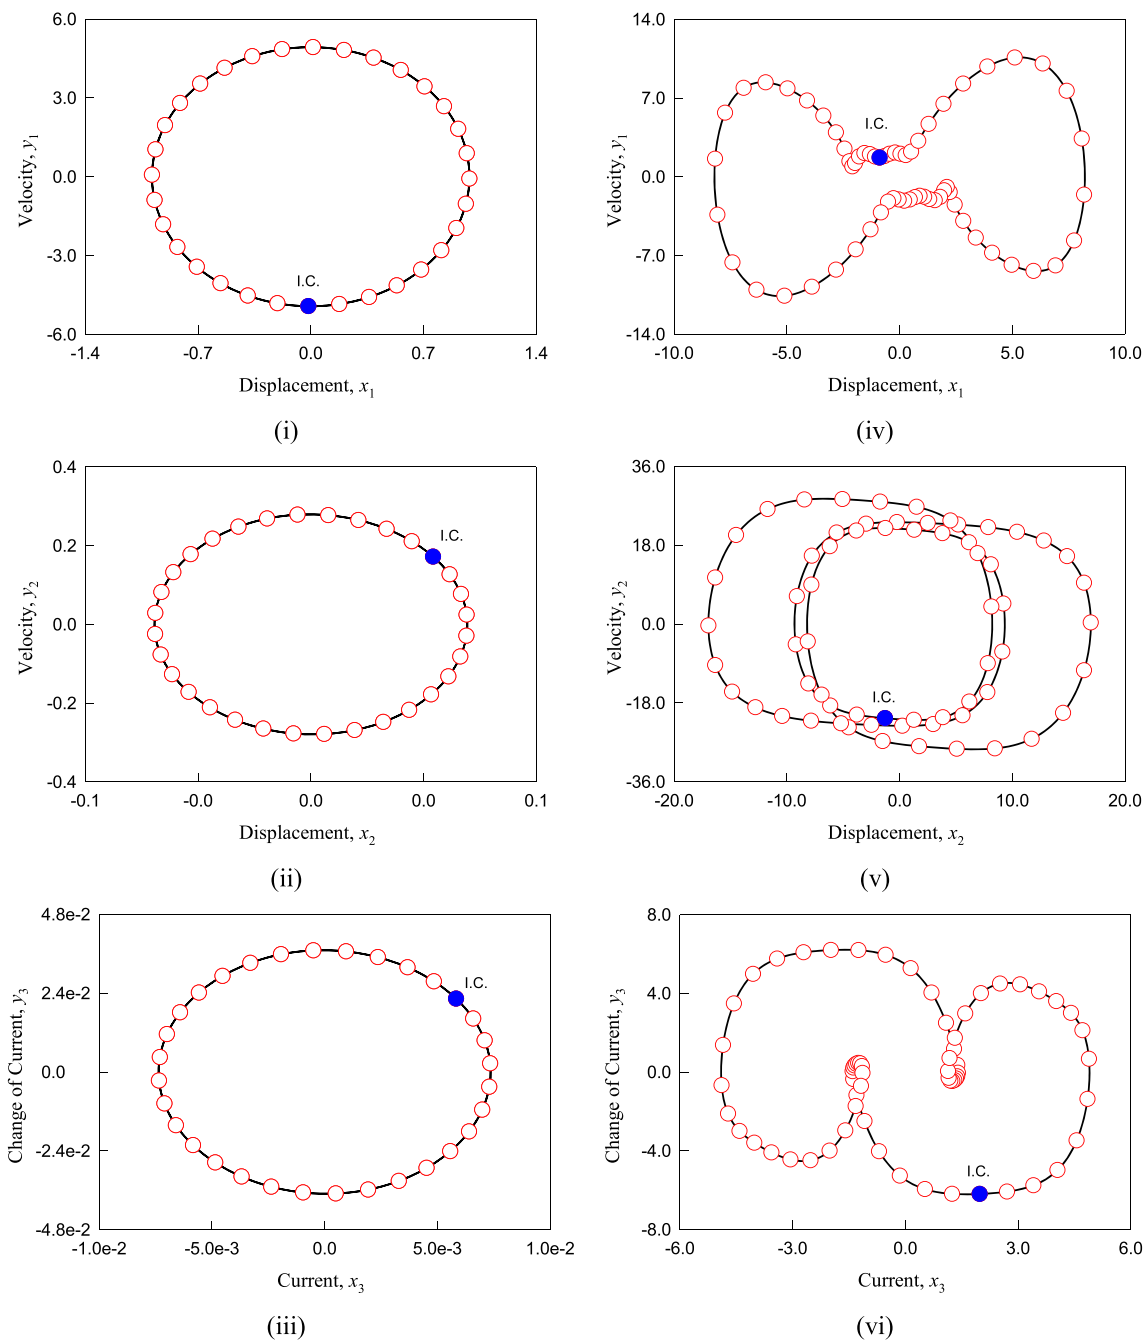 6.0
3.0
0.0
-3.0
-6.0
Velocity, y1
I.C.
-1.4 -0.7 0.0 0.7 1.4
Displacement, x1
(i)
14.0
7.0
0.0
-7.0
-14.0
Velocity, y1
I.C.
-10.0 -5.0 0.0 5.0 10.0
Displacement, x1
(iv)
0.4
0.2
0.0
-0.2
-0.4
Velocity, y2
I.C.
-0.1 -0.0 0.0 0.0 0.1
Displacement, x2
(ii)
36.0
18.0
0.0
-18.0
-36.0
Velocity, y2
I.C.
-20.0 -10.0 0.0 10.0 20.0
Displacement, x2
(v)
4.8e-2
2.4e-2
0.0
-2.4e-2
-4.8e-2
Change of Current, y3
I.C.
-1.0e-2 -5.0e-3 0.0 5.0e-3 1.0e-2
Current, x3
(iii)
8.0
4.0
0.0
-4.0
-8.0
Change of Current, y3
I.C.
-6.0 -3.0 0.0 3.0 6.0
Current, x3
(vi)